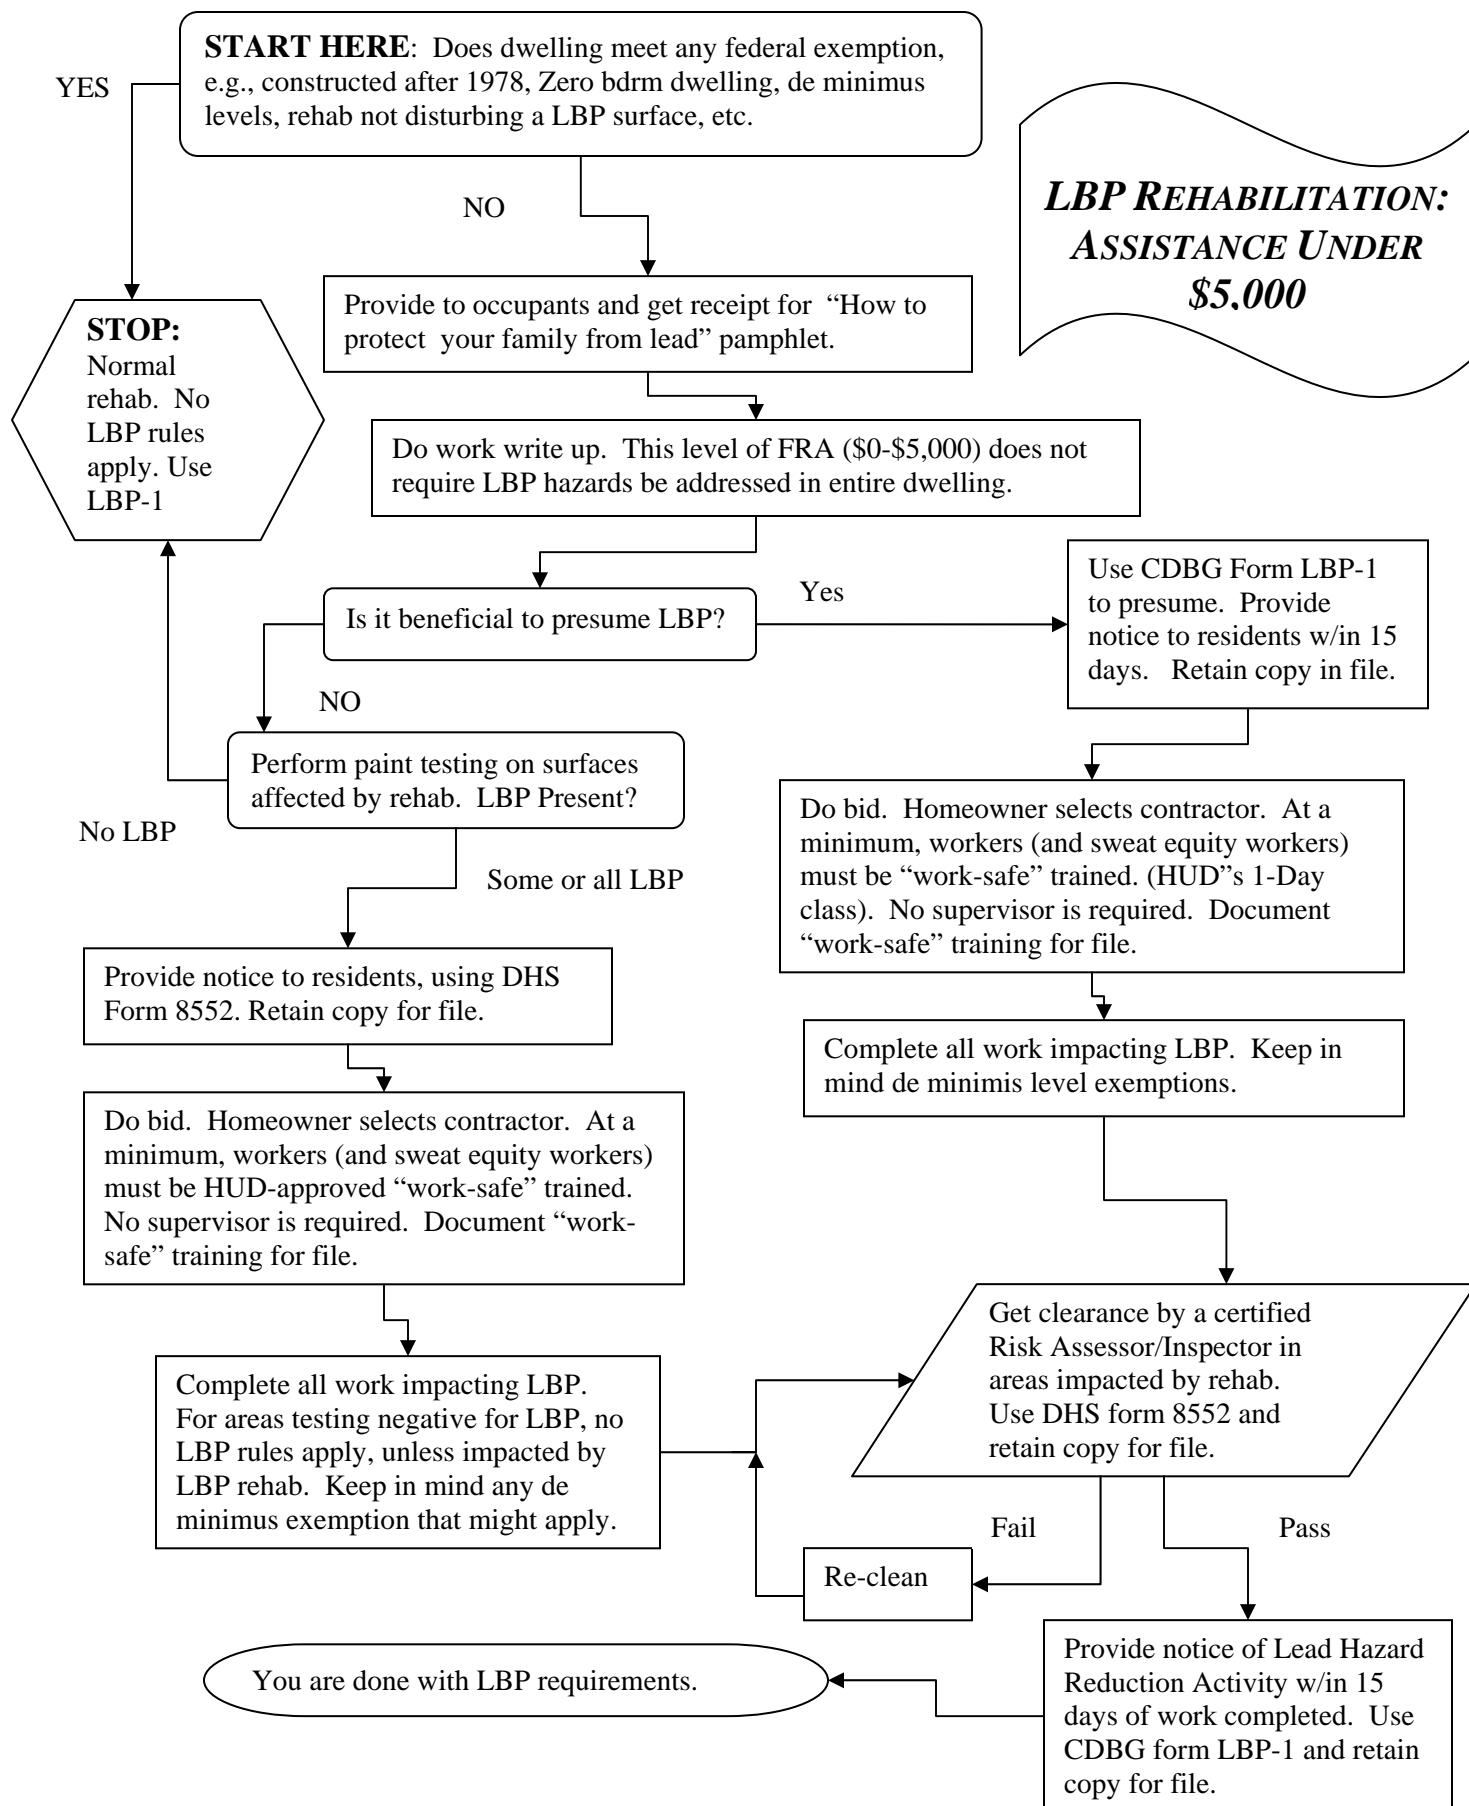 START HERE: Does dwelling meet any federal exemption,
e.g., constructed after 1978, Zero bdrm dwelling, de minimus
levels, rehab not disturbing a LBP surface, etc.
YES
NO
LBP REHABILITATION:
ASSISTANCE UNDER
$5,000
STOP:
Normal
rehab. No
LBP rules
apply. Use
LBP-1
Provide to occupants and get receipt for “How to
protect your family from lead” pamphlet.
Do work write up. This level of FRA ($0-$5,000) does not
require LBP hazards be addressed in entire dwelling.
Is it beneficial to presume LBP?
Yes
NO
Use CDBG Form LBP-1
to presume. Provide
notice to residents w/in 15
days. Retain copy in file.
Perform paint testing on surfaces
affected by rehab. LBP Present?
No LBP
Some or all LBP
Do bid. Homeowner selects contractor. At a
minimum, workers (and sweat equity workers)
must be “work-safe” trained. (HUD”s 1-Day
class). No supervisor is required. Document
“work-safe” training for file.
Provide notice to residents, using DHS
Form 8552. Retain copy for file.
Complete all work impacting LBP. Keep in
mind de minimis level exemptions.
Do bid. Homeowner selects contractor. At a
minimum, workers (and sweat equity workers)
must be HUD-approved “work-safe” trained.
No supervisor is required. Document “work-
safe” training for file.
Get clearance by a certified
Risk Assessor/Inspector in
areas impacted by rehab.
Use DHS form 8552 and
retain copy for file.
Complete all work impacting LBP.
For areas testing negative for LBP, no
LBP rules apply, unless impacted by
LBP rehab. Keep in mind any de
minimus exemption that might apply.
Fail
Pass
Re-clean
Provide notice of Lead Hazard
Reduction Activity w/in 15
days of work completed. Use
CDBG form LBP-1 and retain
copy for file.
You are done with LBP requirements.